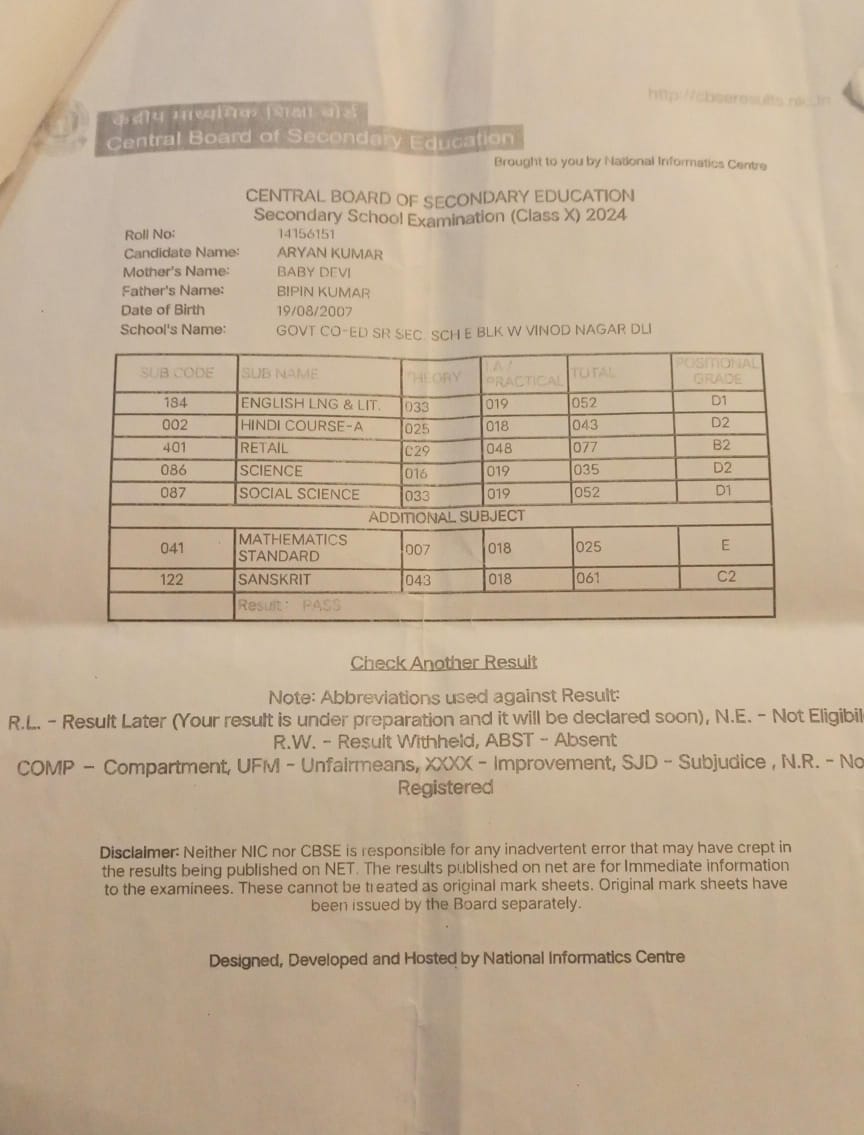 http://cbseresults.nic.in
केंद्रीय माध्यमिक शिक्षा बोर्ड
Central Board of Secondary Education
Brought to you by National Informatics Centre
CENTRAL BOARD OF SECONDARY EDUCATION
Secondary School Examination (Class X) 2024
Roll No: 14156151
Candidate Name: ARYAN KUMAR
Mother's Name: BABY DEVI
Father's Name: BIPIN KUMAR
Date of Birth 19/08/2007
School's Name: GOVT CO-ED SR SEC SCH E BLK W VINOD NAGAR DLI
SUB CODE SUB NAME THEORY I.A./ PRACTICAL TOTAL POSITIONAL GRADE
184 ENGLISH LNG & LIT. 033 019 052 D1
002 HINDI COURSE-A 025 018 043 D2
401 RETAIL 029 048 077 B2
086 SCIENCE 016 019 035 D2
087 SOCIAL SCIENCE 033 019 052 D1
ADDITIONAL SUBJECT
041 MATHEMATICS STANDARD 007 018 025 E
122 SANSKRIT 043 018 061 C2
Result: PASS
Check Another Result
Note: Abbreviations used against Result:
R.L. - Result Later (Your result is under preparation and it will be declared soon), N.E. - Not Eligibil
R.W. - Result Withheld, ABST - Absent
COMP - Compartment, UFM - Unfairmeans, XXXX - Improvement, SJD - Subjudice , N.R. - No
Registered
Disclaimer: Neither NIC nor CBSE is responsible for any inadvertent error that may have crept in
the results being published on NET. The results published on net are for Immediate information
to the examinees. These cannot be treated as original mark sheets. Original mark sheets have
been issued by the Board separately.
Designed, Developed and Hosted by National Informatics Centre